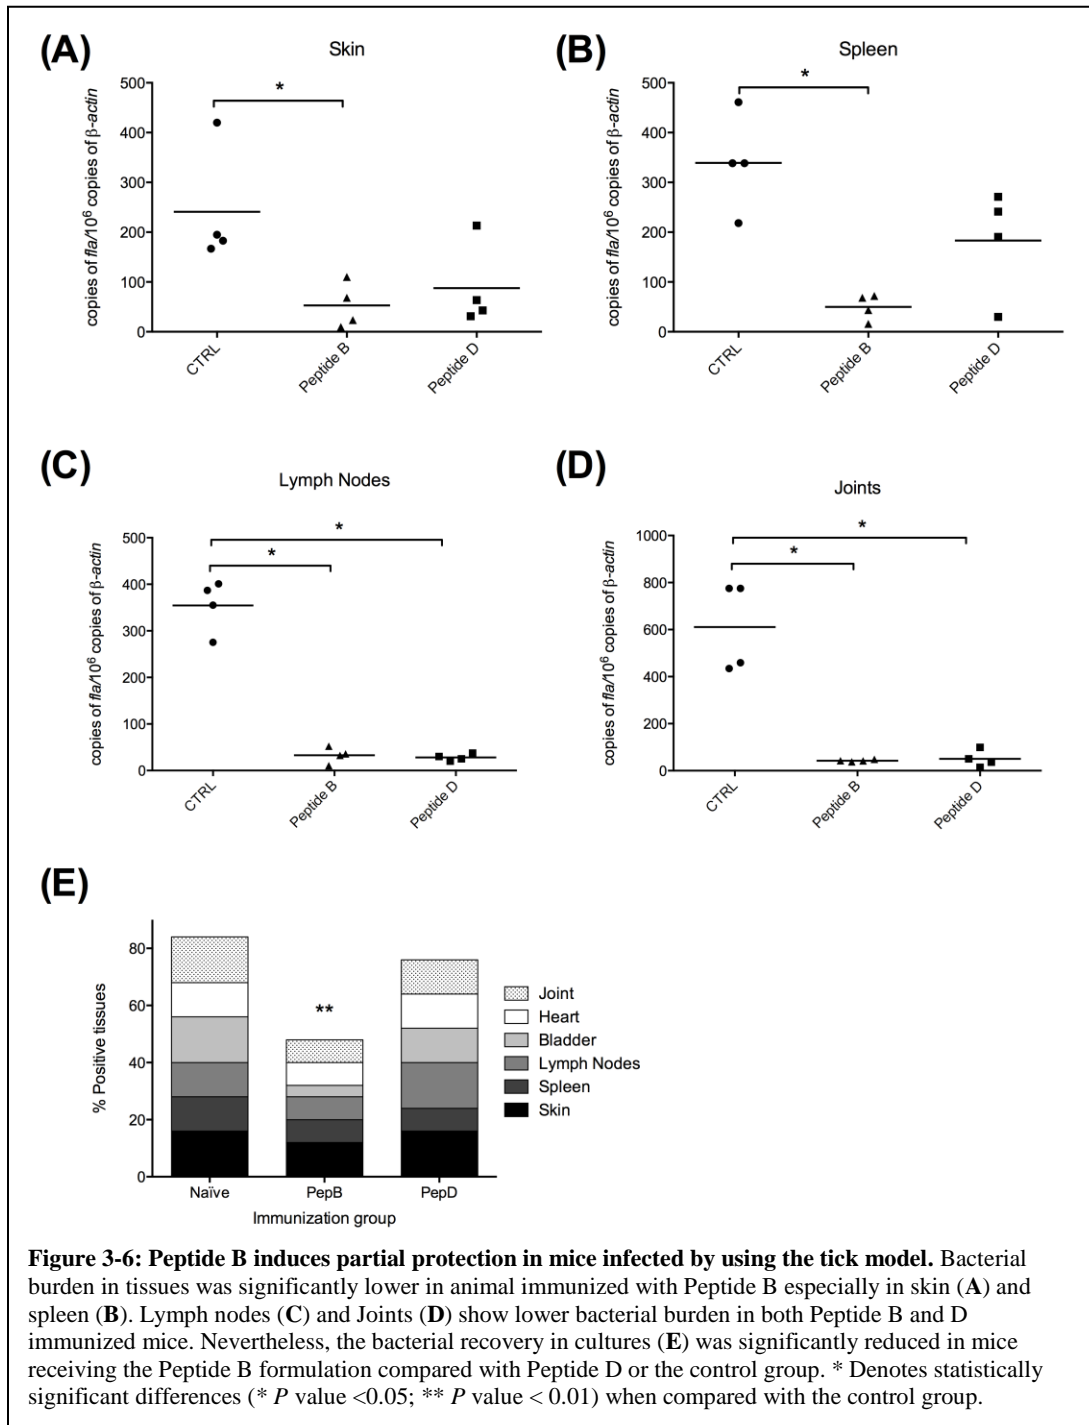 (A)
Skin
copies of fla/10⁶ copies of β-actin
500
400
300
200
100
0
*
CTRL
Peptide B
Peptide D
(B)
Spleen
copies of fla/10⁶ copies of β-actin
500
400
300
200
100
0
*
CTRL
Peptide B
Peptide D
(C)
Lymph Nodes
copies of fla/10⁶ copies of β-actin
500
400
300
200
100
0
*
*
CTRL
Peptide B
Peptide D
(D)
Joints
copies of fla/10⁶ copies of β-actin
1000
800
600
400
200
0
*
*
CTRL
Peptide B
Peptide D
(E)
% Positive tissues
80
60
40
20
0
**
Naïve
PepB
PepD
Immunization group
Joint
Heart
Bladder
Lymph Nodes
Spleen
Skin
Figure 3-6: Peptide B induces partial protection in mice infected by using the tick model. Bacterial
burden in tissues was significantly lower in animal immunized with Peptide B especially in skin (A) and
spleen (B). Lymph nodes (C) and Joints (D) show lower bacterial burden in both Peptide B and D
immunized mice. Nevertheless, the bacterial recovery in cultures (E) was significantly reduced in mice
receiving the Peptide B formulation compared with Peptide D or the control group. * Denotes statistically
significant differences (* P value <0.05; ** P value < 0.01) when compared with the control group.